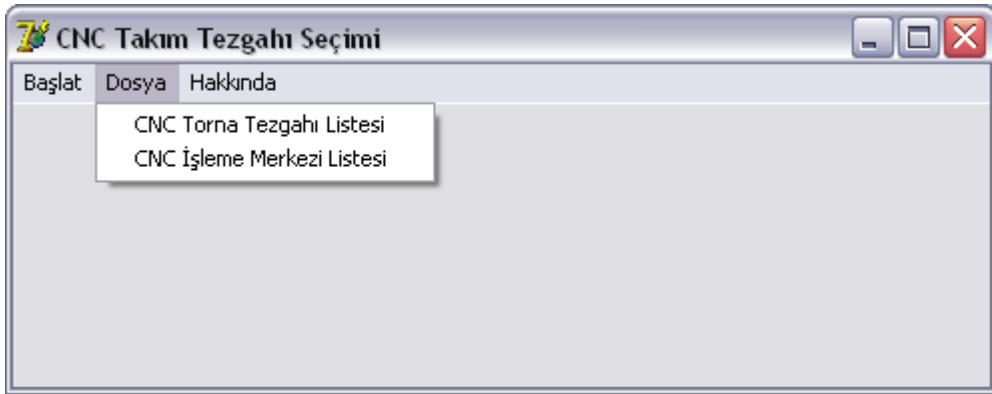 CNC Takım Tezgahı Seçimi
Başlat Dosya Hakkında
CNC Torna Tezgahı Listesi
CNC İşleme Merkezi Listesi